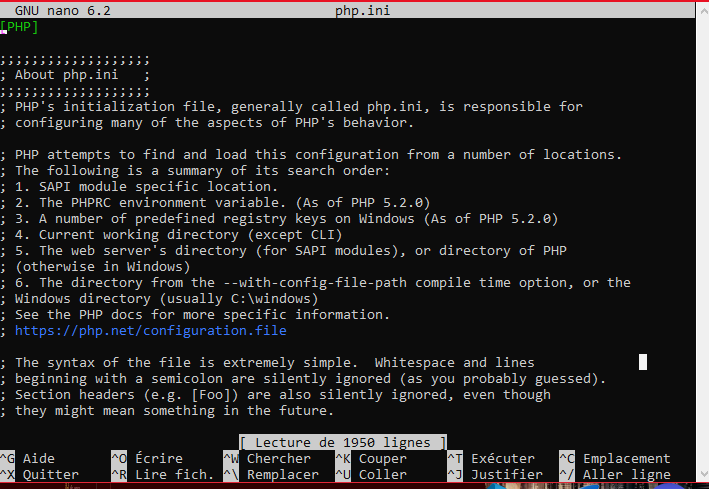 GNU nano 6.2 php.ini
[PHP]
;;;;;;;;;;;;;;;;;;;
; About php.ini   ;
;;;;;;;;;;;;;;;;;;;
; PHP's initialization file, generally called php.ini, is responsible for
; configuring many of the aspects of PHP's behavior.
; PHP attempts to find and load this configuration from a number of locations.
; The following is a summary of its search order:
; 1. SAPI module specific location.
; 2. The PHPRC environment variable. (As of PHP 5.2.0)
; 3. A number of predefined registry keys on Windows (As of PHP 5.2.0)
; 4. Current working directory (except CLI)
; 5. The web server's directory (for SAPI modules), or directory of PHP
; (otherwise in Windows)
; 6. The directory from the --with-config-file-path compile time option, or the
; Windows directory (usually C:\windows)
; See the PHP docs for more specific information.
; https://php.net/configuration.file
; The syntax of the file is extremely simple.  Whitespace and lines
; beginning with a semicolon are silently ignored (as you probably guessed).
; Section headers (e.g. [Foo]) are also silently ignored, even though
; they might mean something in the future.
[ Lecture de 1950 lignes ]
^G Aide ^O Écrire ^W Chercher ^K Couper ^T Exécuter ^C Emplacement
^X Quitter ^R Lire fich. ^\ Remplacer ^U Coller ^J Justifier ^/ Aller ligne